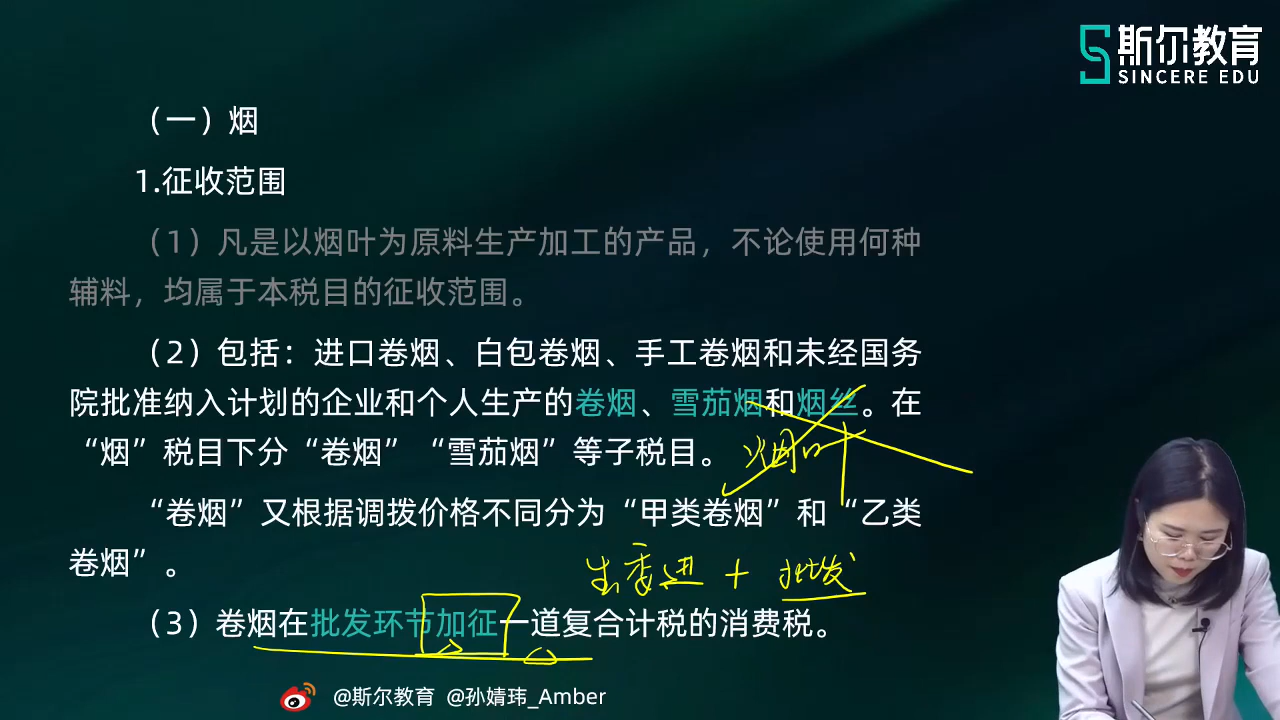 斯尔教育
SINCERE EDU
（一）烟
1.征收范围
（1）凡是以烟叶为原料生产加工的产品，不论使用何种
辅料，均属于本税目的征收范围。
（2）包括：进口卷烟、白包卷烟、手工卷烟和未经国务
院批准纳入计划的企业和个人生产的卷烟、雪茄烟和烟丝。在
“烟”税目下分“卷烟”“雪茄烟”等子税目。
烟叶
“卷烟”又根据调拨价格不同分为“甲类卷烟”和“乙类
卷烟”。
生委进 + 批发
（3）卷烟在批发环节加征一道复合计税的消费税。
@斯尔教育 @孙婧玮_Amber